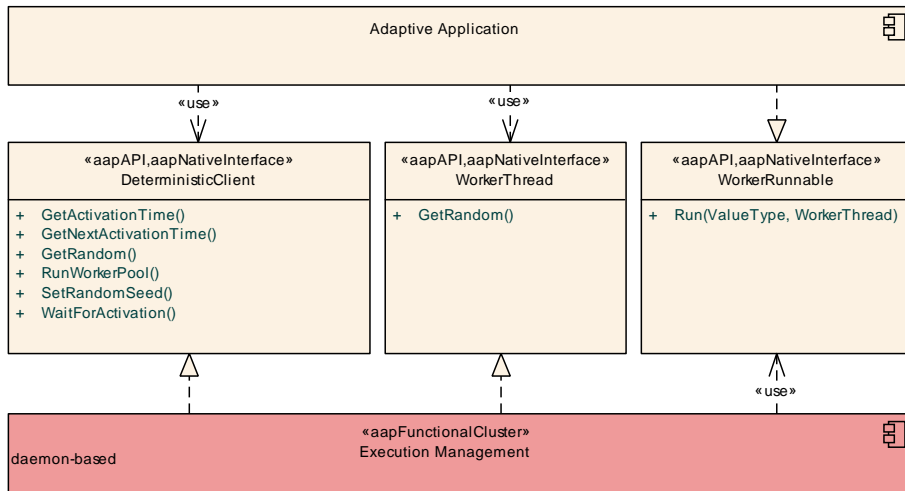 Adaptive Application
«use»
«use»
«aapAPI,aapNativeInterface»
DeterministicClient
+ GetActivationTime()
+ GetNextActivationTime()
+ GetRandom()
+ RunWorkerPool()
+ SetRandomSeed()
+ WaitForActivation()
«aapAPI,aapNativeInterface»
WorkerThread
+ GetRandom()
«aapAPI,aapNativeInterface»
WorkerRunnable
+ Run(ValueType, WorkerThread)
«use»
«aapFunctionalCluster»
Execution Management
daemon-based